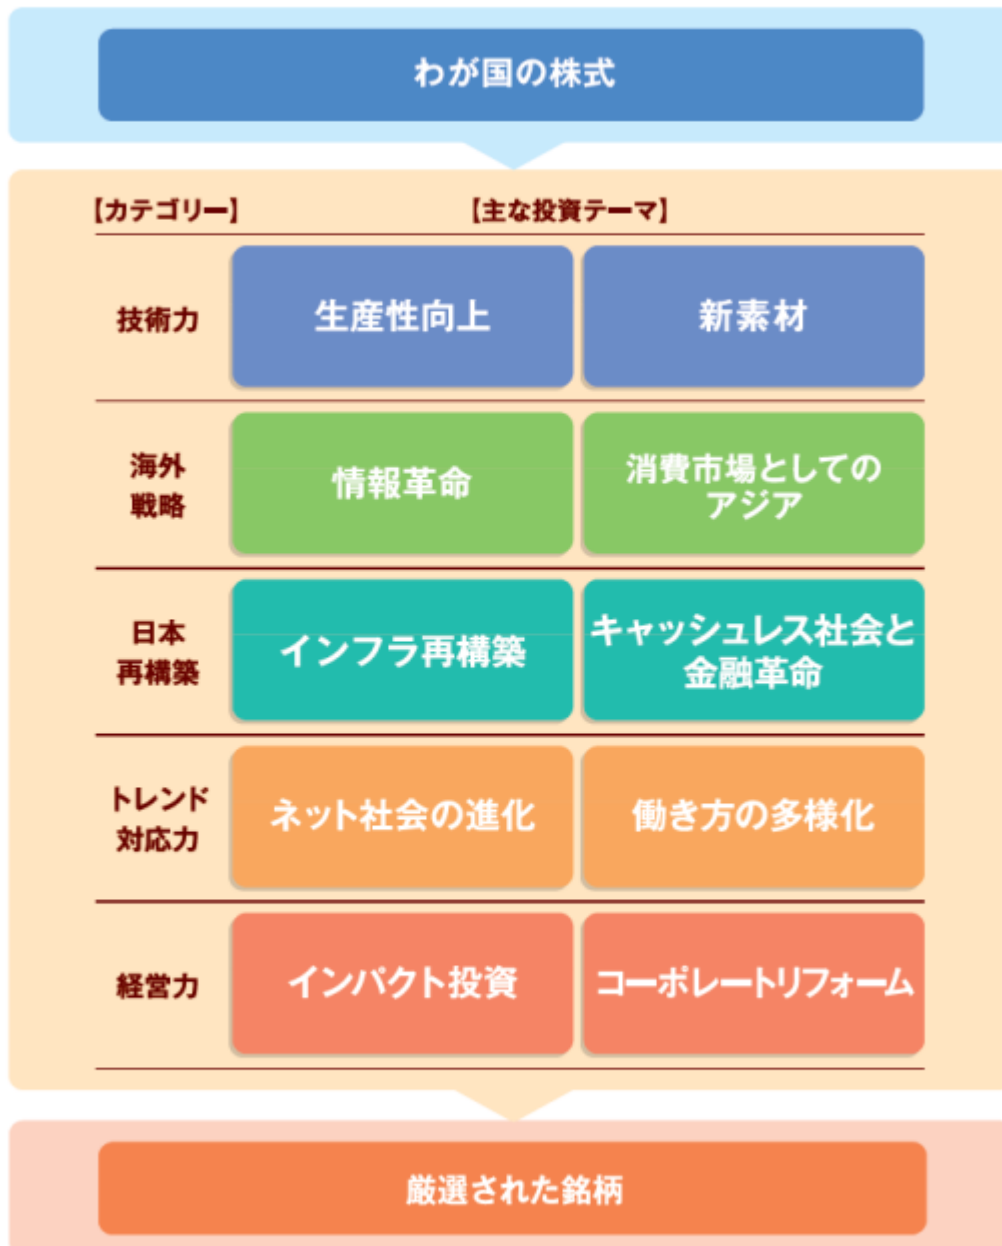 わが国の株式
【カテゴリー】 【主な投資テーマ】
技術力
生産性向上
新素材
海外
戦略
情報革命
消費市場としての
アジア
日本
再構築
インフラ再構築
キャッシュレス社会と
金融革命
トレンド
対応力
ネット社会の進化
働き方の多様化
経営力
インパクト投資
コーポレートリフォーム
厳選された銘柄